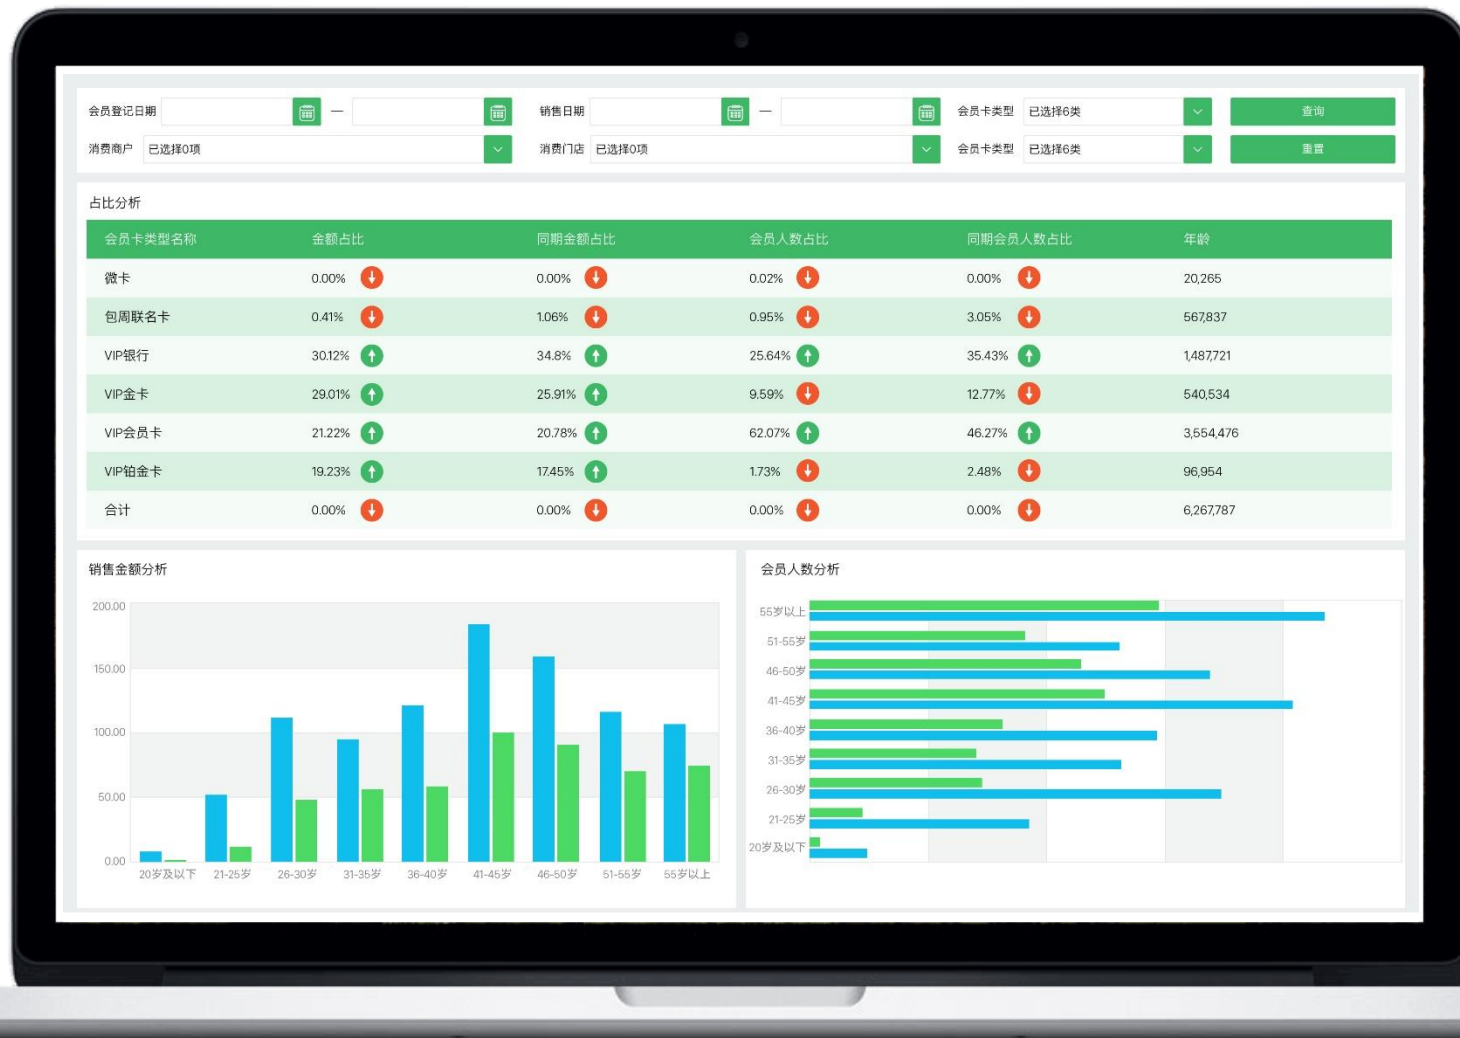 会员登记日期 — 销售日期 — 会员卡类型 已选择6类 查询
消费商户 已选择0项 消费门店 已选择0项 会员卡类型 已选择6类 重置
占比分析
会员卡类型名称 金额占比 同期金额占比 会员人数占比 同期会员人数占比 年龄
微卡 0.00% 0.00% 0.02% 0.00% 20,265
包周联名卡 0.41% 1.06% 0.95% 3.05% 567,837
VIP银行 30.12% 34.8% 25.64% 35.43% 1,487,721
VIP金卡 29.01% 25.91% 9.59% 12.77% 540,534
VIP会员卡 21.22% 20.78% 62.07% 46.27% 3,554,476
VIP铂金卡 19.23% 17.45% 1.73% 2.48% 96,954
合计 0.00% 0.00% 0.00% 0.00% 6,267,787
销售金额分析
200.00
150.00
100.00
50.00
0.00
20岁及以下 21-25岁 26-30岁 31-35岁 36-40岁 41-45岁 46-50岁 51-55岁 55岁以上
会员人数分析
55岁以上
51-55岁
46-50岁
41-45岁
36-40岁
31-35岁
26-30岁
21-25岁
20岁及以下